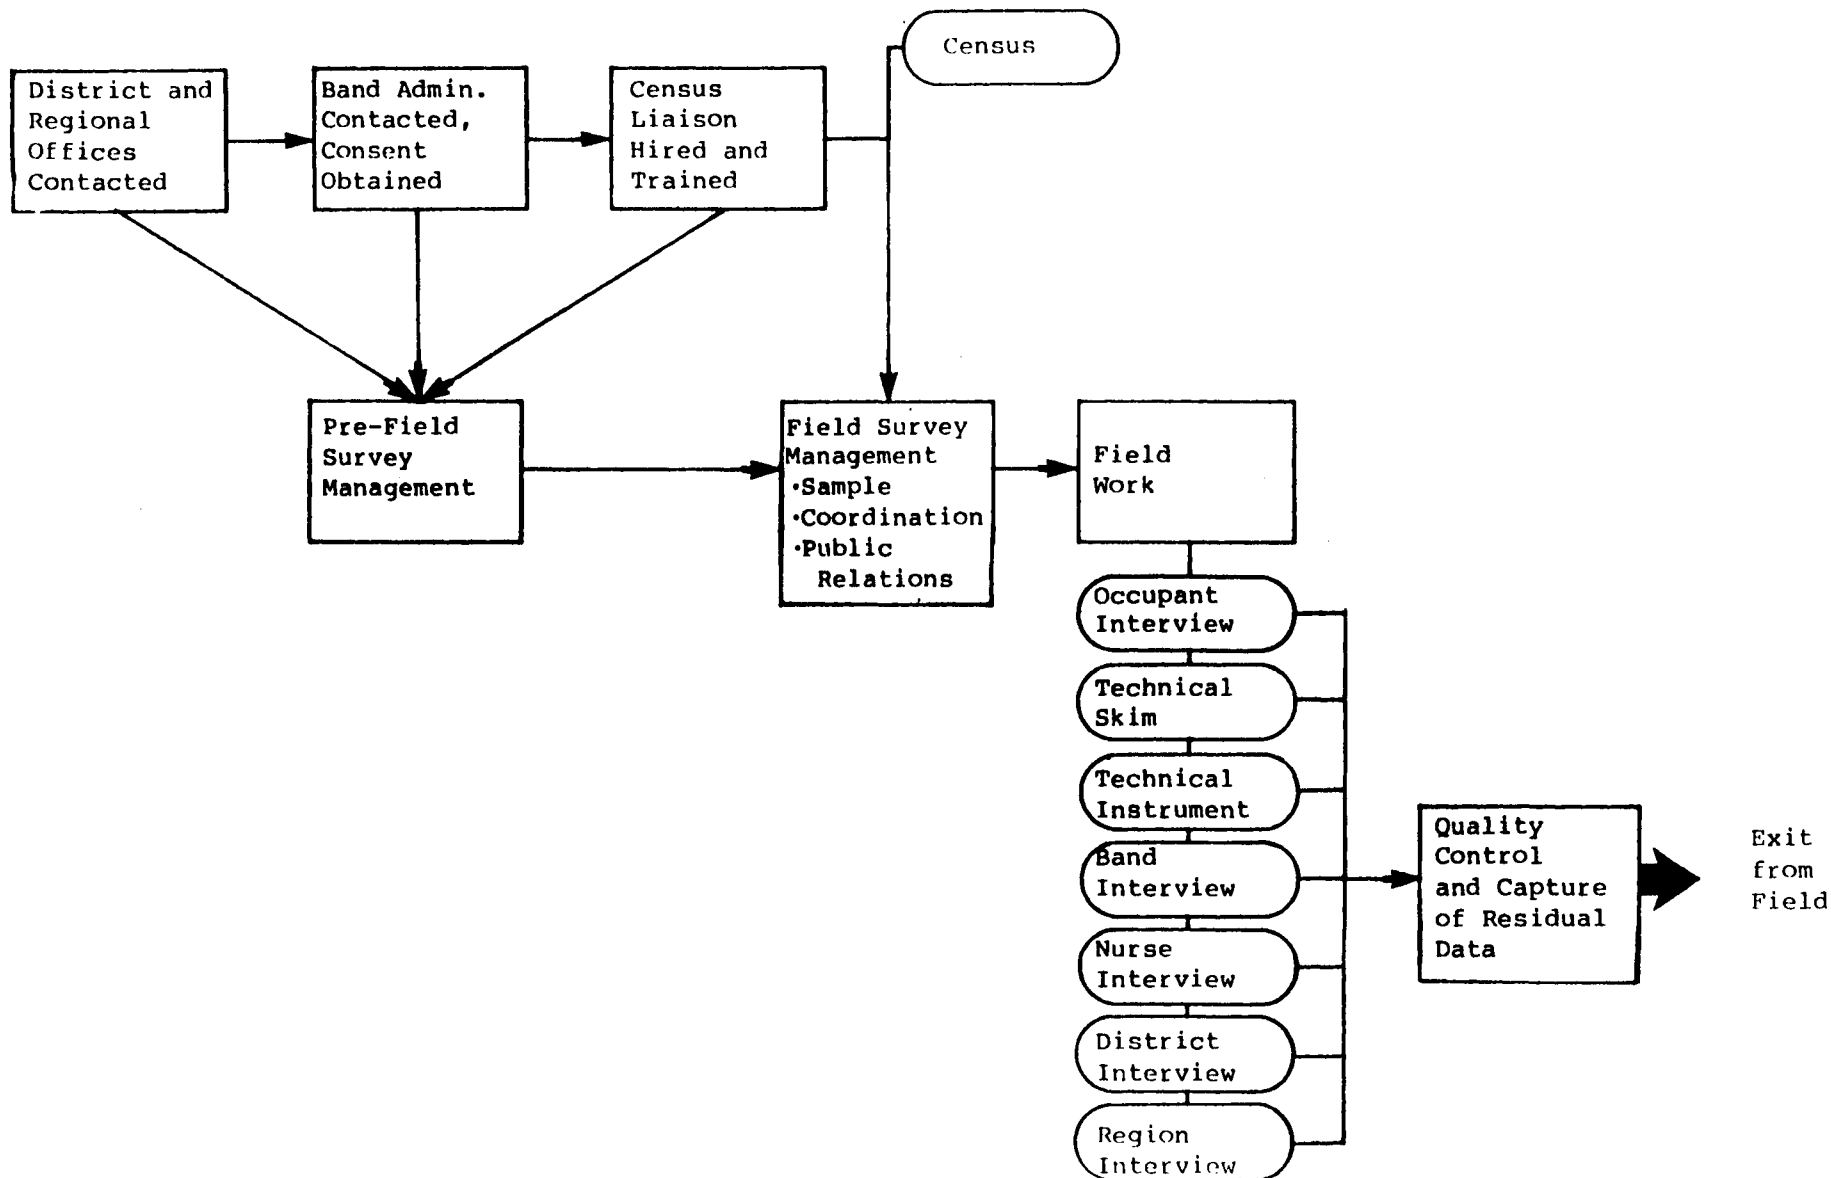 Census
District and
Regional
Offices
Contacted
Band Admin.
Contacted,
Consent
Obtained
Census
Liaison
Hired and
Trained
Pre-Field
Survey
Management
Field Survey
Management
•Sample
•Coordination
•Public
Relations
Field
Work
Occupant
Interview
Technical
Skim
Technical
Instrument
Band
Interview
Nurse
Interview
District
Interview
Region
Interview
Quality
Control
and Capture
of Residual
Data
Exit
from
Field